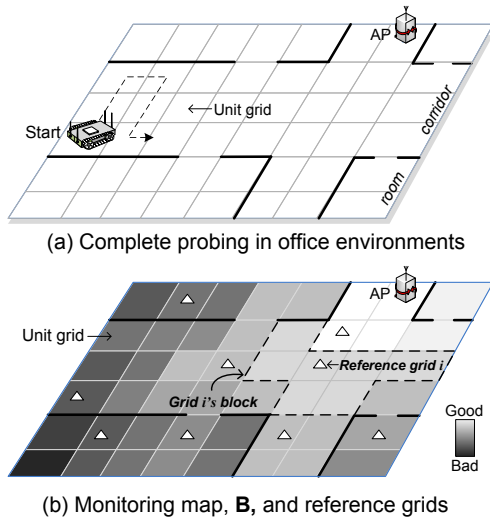 AP
Unit grid
Start
corridor
room
(a) Complete probing in office environments
AP
Unit grid
Reference grid i
Grid i's block
Good
Bad
(b) Monitoring map, B, and reference grids